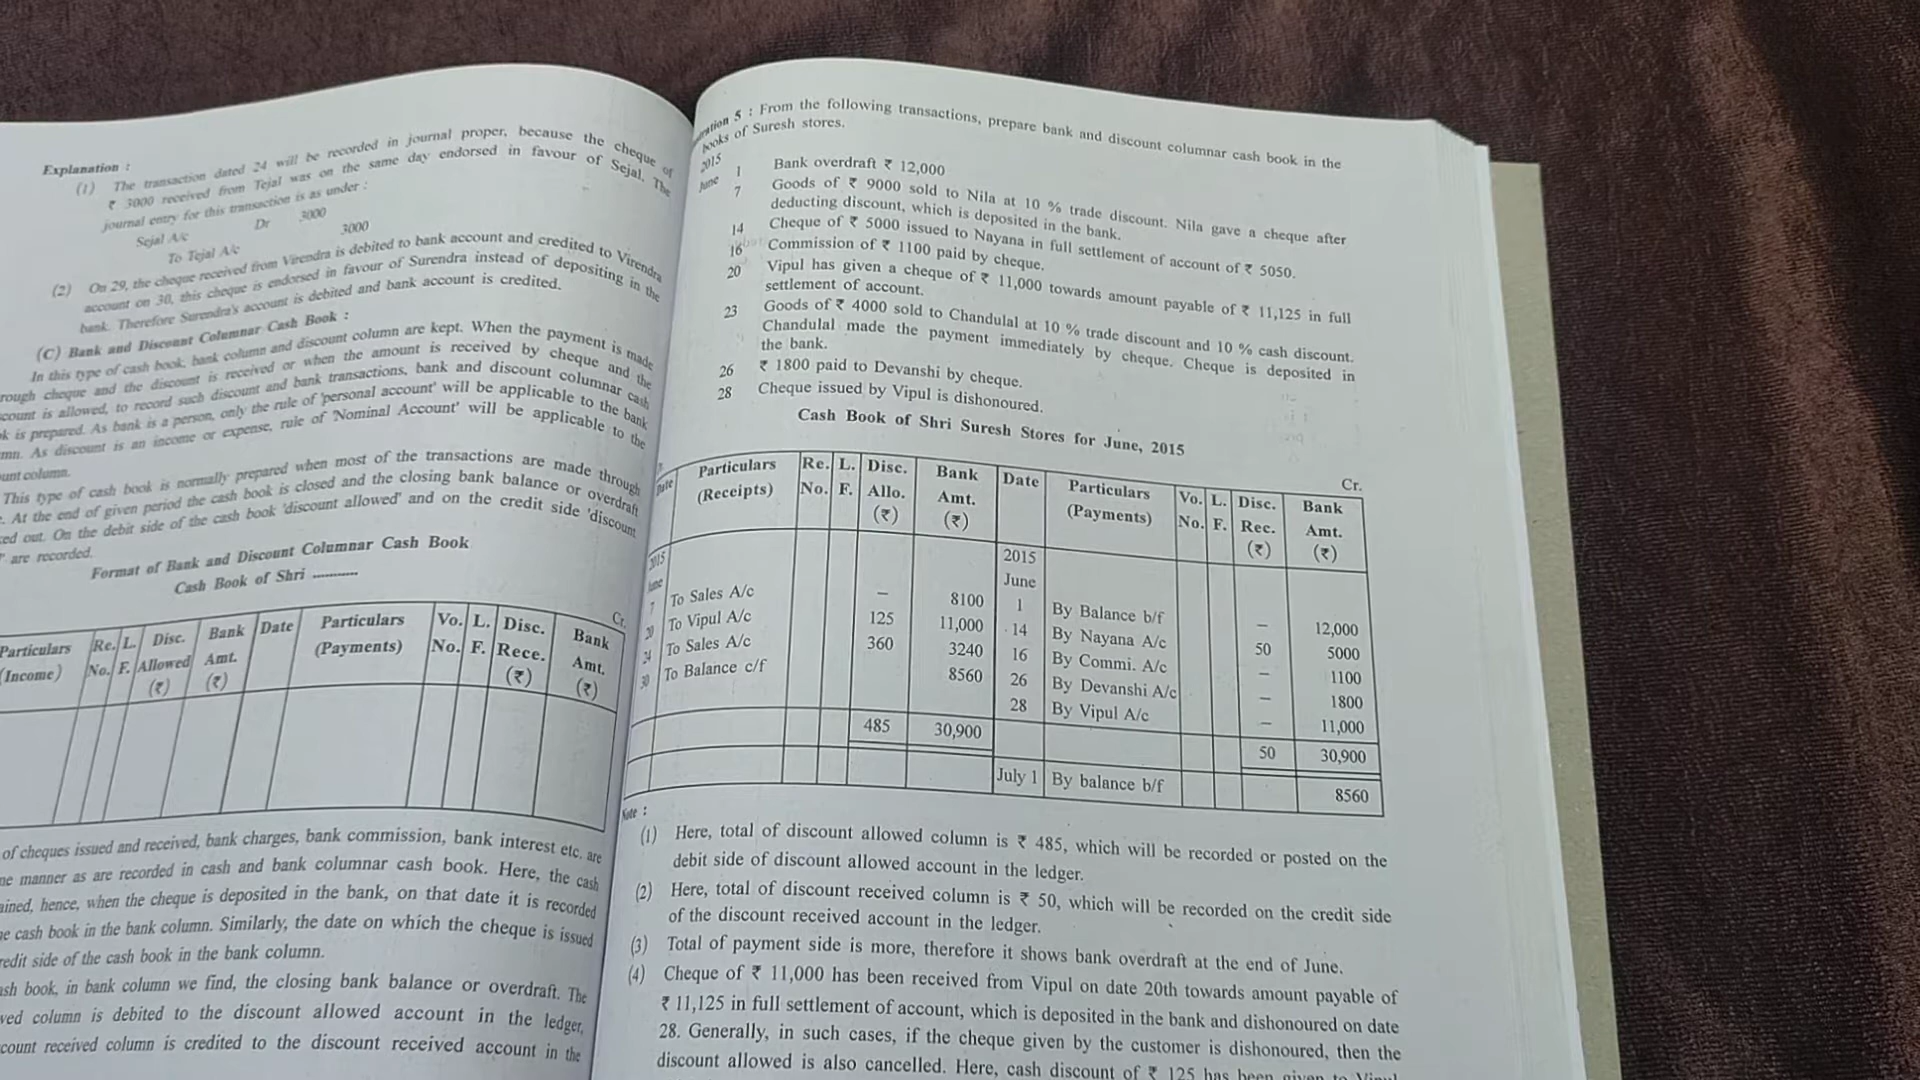 Explanation :
(1) The transaction dated 24 will be recorded in journal proper, because the cheque of
₹ 3000 received from Tejal was on the same day endorsed in favour of Sejal. The
journal entry for this transaction is as under :
Sejal A/c Dr 3000
To Tejal A/c 3000
(2) On 29, the cheque received from Virendra is debited to bank account and credited to Virendra
account on 30, this cheque is endorsed in favour of Surendra instead of depositing in the
bank. Therefore Surendra's account is debited and bank account is credited.
(C) Bank and Discount Columnar Cash Book :
In this type of cash book, bank column and discount column are kept. When the payment is made
rough cheque and the discount is received or when the amount is received by cheque and the
count is allowed, to record such discount and bank transactions, bank and discount columnar cash
k is prepared. As bank is a person, only the rule of 'personal account' will be applicable to the bank
mn. As discount is an income or expense, rule of 'Nominal Account' will be applicable to the
unt column.
This type of cash book is normally prepared when most of the transactions are made through
. At the end of given period the cash book is closed and the closing bank balance or overdraft
ed out. On the debit side of the cash book 'discount allowed' and on the credit side 'discount
' are recorded.
Format of Bank and Discount Columnar Cash Book
Cash Book of Shri ...........
Cr.
Particulars Re. L. Disc. Bank Date Particulars Vo. L. Disc. Bank
(Income) No. F. Allowed Amt. (Payments) No. F. Rece. Amt.
(₹) (₹) (₹) (₹)
of cheques issued and received, bank charges, bank commission, bank interest etc. are
ne manner as are recorded in cash and bank columnar cash book. Here, the cash
ained, hence, when the cheque is deposited in the bank, on that date it is recorded
e cash book in the bank column. Similarly, the date on which the cheque is issued
redit side of the cash book in the bank column.
ash book, in bank column we find, the closing bank balance or overdraft. The
wed column is debited to the discount allowed account in the ledger,
count received column is credited to the discount received account in the
ration 5 : From the following transactions, prepare bank and discount columnar cash book in the
books of Suresh stores.
2015
June 1 Bank overdraft ₹ 12,000
7 Goods of ₹ 9000 sold to Nila at 10 % trade discount. Nila gave a cheque after
deducting discount, which is deposited in the bank.
14 Cheque of ₹ 5000 issued to Nayana in full settlement of account of ₹ 5050.
16 Commission of ₹ 1100 paid by cheque.
20 Vipul has given a cheque of ₹ 11,000 towards amount payable of ₹ 11,125 in full
settlement of account.
23 Goods of ₹ 4000 sold to Chandulal at 10 % trade discount and 10 % cash discount.
Chandulal made the payment immediately by cheque. Cheque is deposited in
the bank.
26 ₹ 1800 paid to Devanshi by cheque.
28 Cheque issued by Vipul is dishonoured.
Cash Book of Shri Suresh Stores for June, 2015
Cr.
Date Particulars Re. L. Disc. Bank Date Particulars Vo. L. Disc. Bank
(Receipts) No. F. Allo. Amt. (Payments) No. F. Rec. Amt.
(₹) (₹) (₹) (₹)
2015 2015
June June
7 To Sales A/c – 8100 1 By Balance b/f – 12,000
20 To Vipul A/c 125 11,000 14 By Nayana A/c 50 5000
24 To Sales A/c 360 3240 16 By Commi. A/c – 1100
30 To Balance c/f 8560 26 By Devanshi A/c – 1800
28 By Vipul A/c – 11,000
485 30,900 50 30,900
July 1 By balance b/f 8560
Note :
(1) Here, total of discount allowed column is ₹ 485, which will be recorded or posted on the
debit side of discount allowed account in the ledger.
(2) Here, total of discount received column is ₹ 50, which will be recorded on the credit side
of the discount received account in the ledger.
(3) Total of payment side is more, therefore it shows bank overdraft at the end of June.
(4) Cheque of ₹ 11,000 has been received from Vipul on date 20th towards amount payable of
₹ 11,125 in full settlement of account, which is deposited in the bank and dishonoured on date
28. Generally, in such cases, if the cheque given by the customer is dishonoured, then the
discount allowed is also cancelled. Here, cash discount of ₹ 125 has been given to Vipul